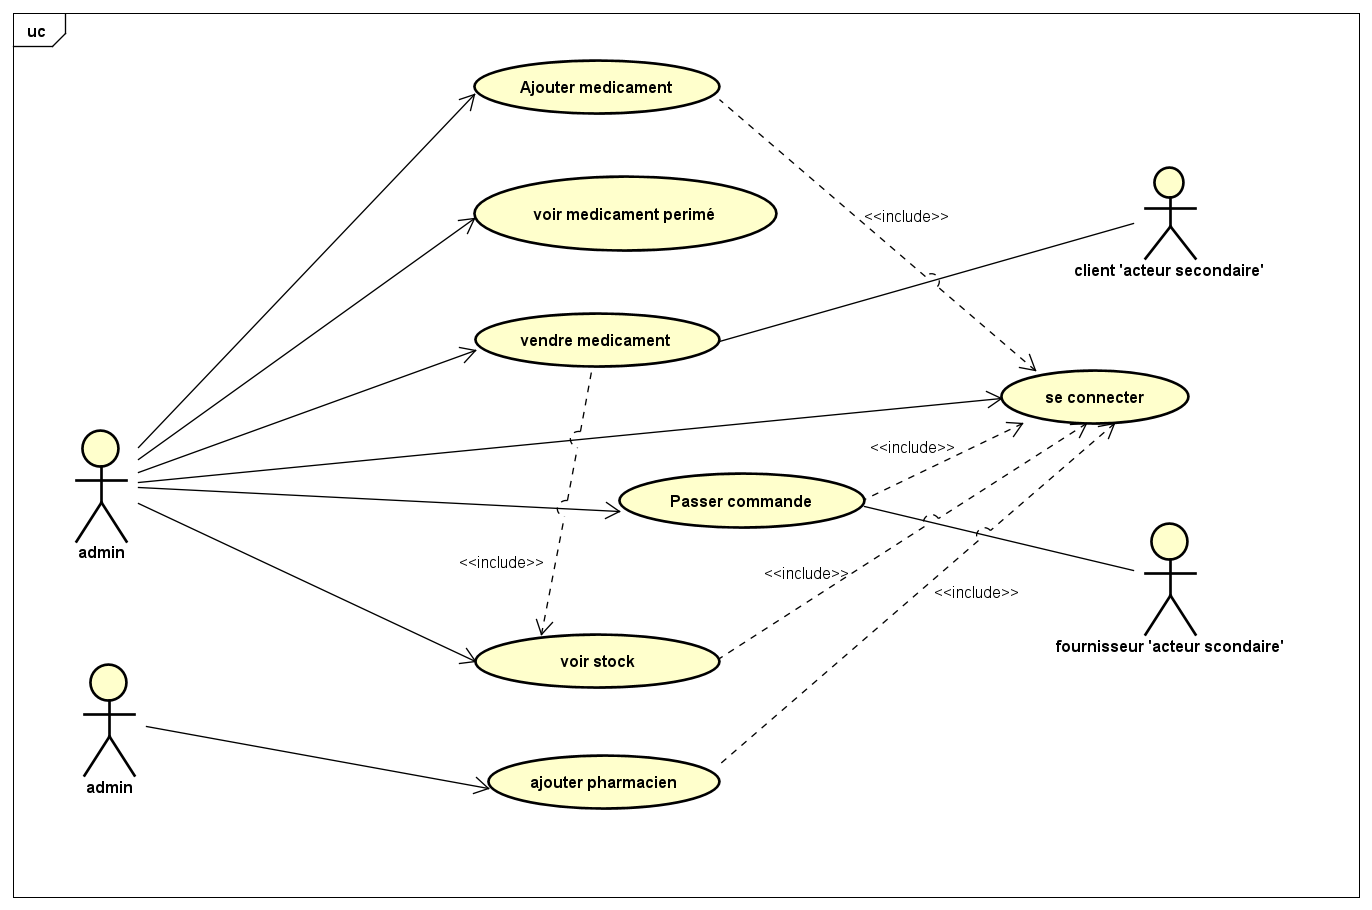 uc
Ajouter medicament
voir medicament perimé
<<include>>
client 'acteur secondaire'
vendre medicament
se connecter
<<include>>
Passer commande
admin
<<include>>
<<include>>
<<include>>
fournisseur 'acteur scondaire'
voir stock
ajouter pharmacien
admin